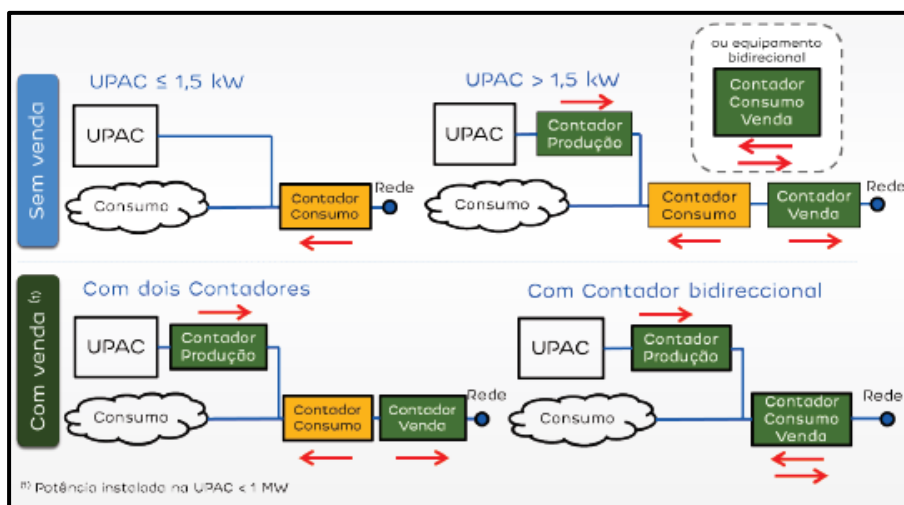 Sem venda
UPAC ≤ 1,5 kW
UPAC
Consumo
Contador
Consumo
Rede
UPAC > 1,5 kW
UPAC
Contador
Produção
Consumo
Contador
Consumo
Contador
Venda
Rede
ou equipamento
bidirecional
Contador
Consumo
Venda
Com venda (1)
Com dois Contadores
UPAC
Contador
Produção
Consumo
Contador
Consumo
Contador
Venda
Rede
Com Contador bidireccional
UPAC
Contador
Produção
Consumo
Contador
Consumo
Venda
Rede
(1) Potência instalada na UPAC < 1 MW